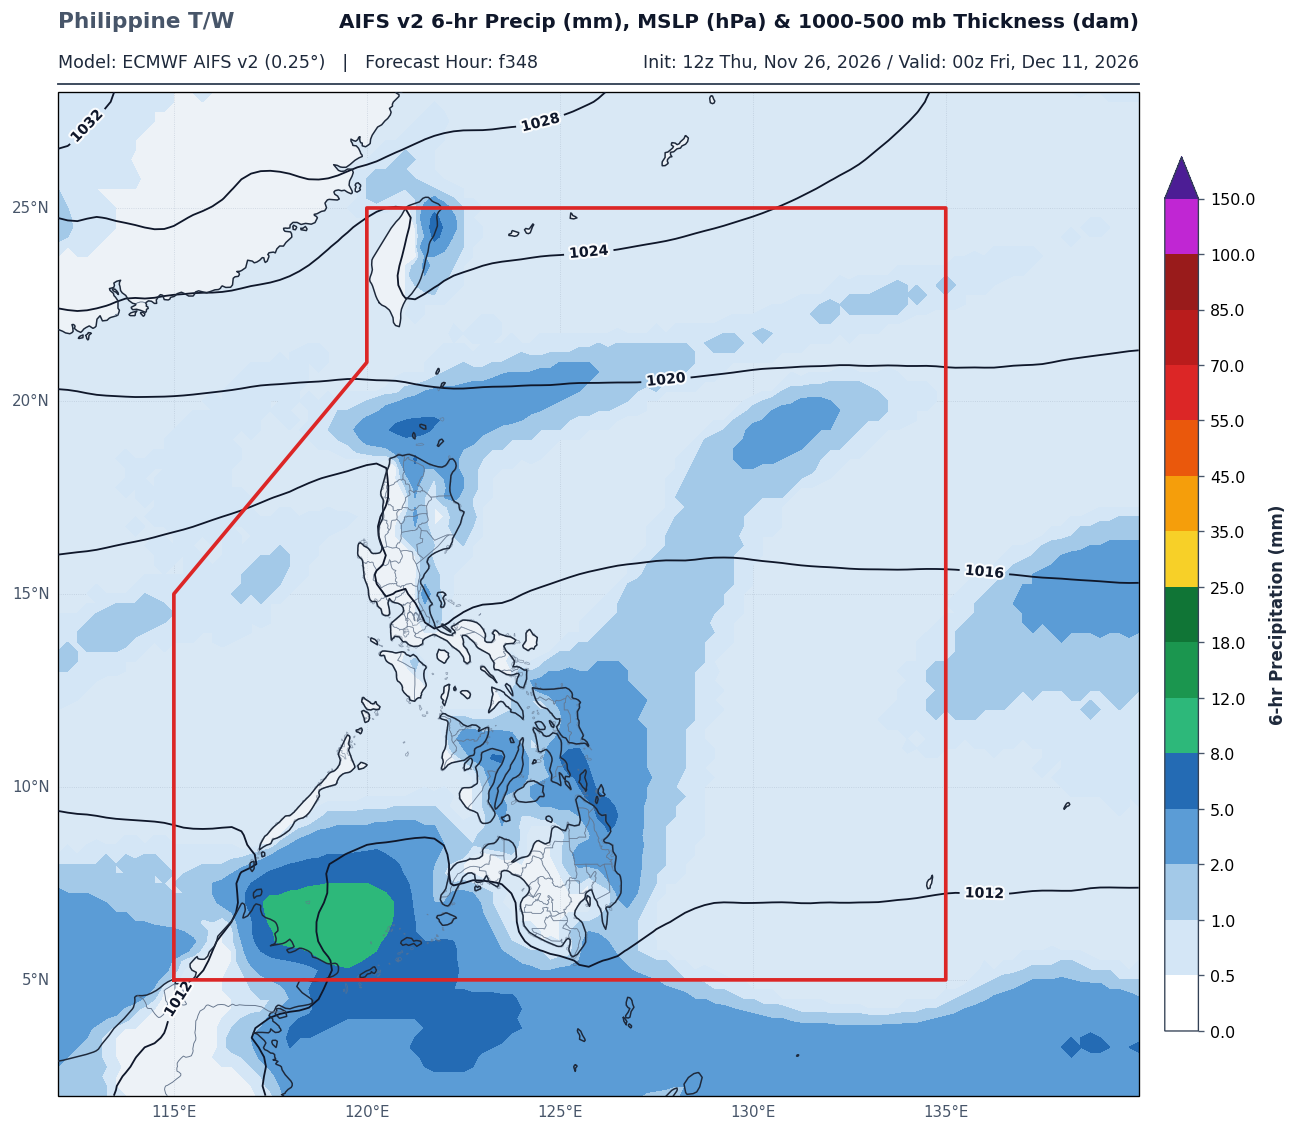 Philippine T/W
AIFS v2 6-hr Precip (mm), MSLP (hPa) & 1000-500 mb Thickness (dam)
Model: ECMWF AIFS v2 (0.25°) | Forecast Hour: f348
Init: 12z Thu, Nov 26, 2026 / Valid: 00z Fri, Dec 11, 2026
1032
1028
1024
1020
1016
1012
1012
25°N
20°N
15°N
10°N
5°N
115°E
120°E
125°E
130°E
135°E
150.0
100.0
85.0
70.0
55.0
45.0
35.0
25.0
18.0
12.0
8.0
5.0
2.0
1.0
0.5
0.0
6-hr Precipitation (mm)